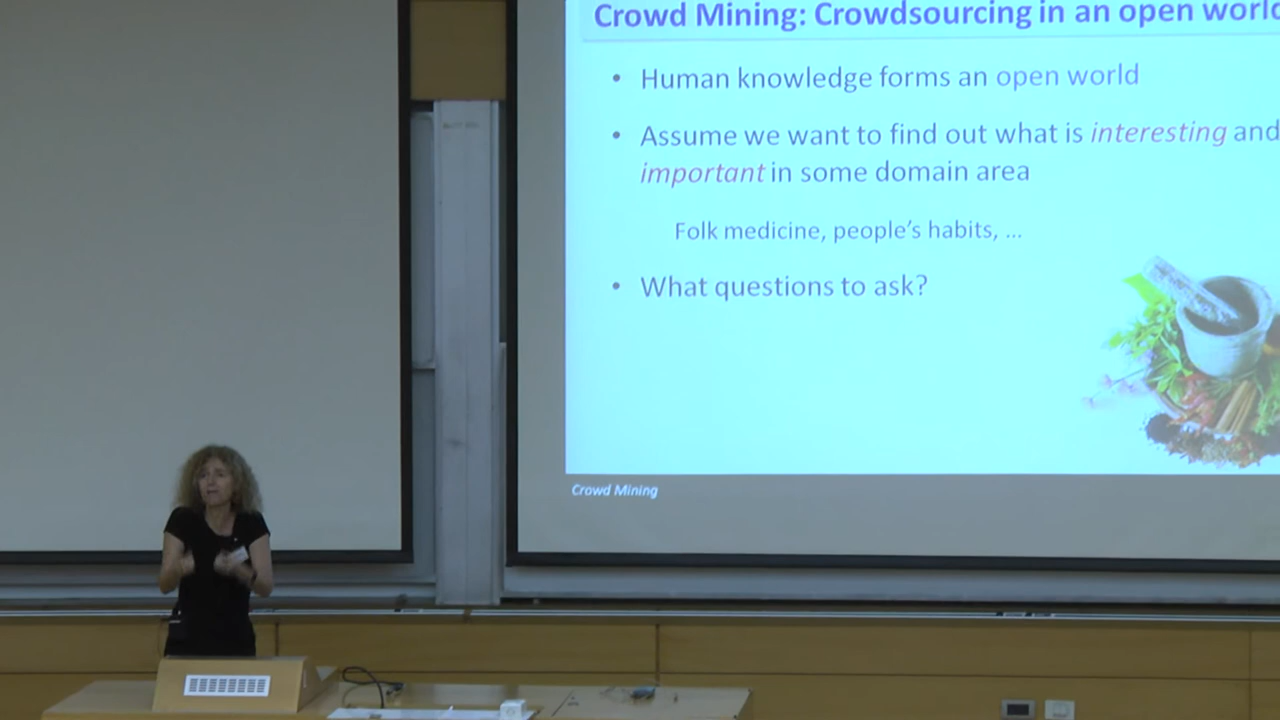 Crowd Mining: Crowdsourcing in an open world
• Human knowledge forms an open world
• Assume we want to find out what is interesting and
important in some domain area
Folk medicine, people's habits, ...
• What questions to ask?
Crowd Mining